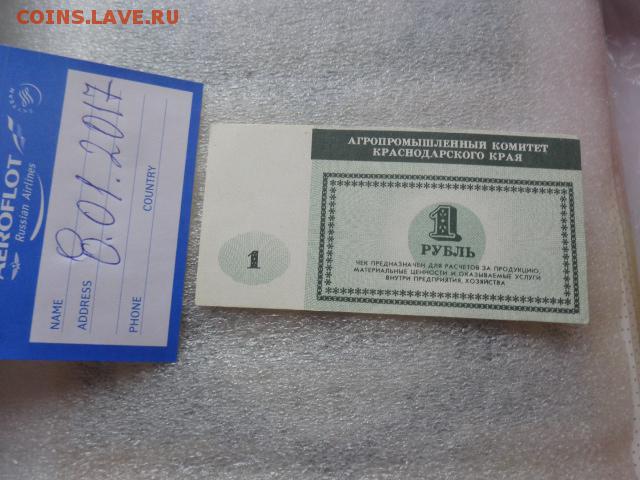 COINS.LAVE.RU
AEROFLOT
Russian Airlines
NAME
ADDRESS
PHONE
COUNTRY
8.01.2017
АГРОПРОМЫШЛЕННЫЙ КОМИТЕТ
КРАСНОДАРСКОГО КРАЯ
1
РУБЛЬ
ЧЕК ПРЕДНАЗНАЧЕН ДЛЯ РАСЧЕТОВ ЗА ПРОДУКЦИЮ,
МАТЕРИАЛЬНЫЕ ЦЕННОСТИ И ОКАЗЫВАЕМЫЕ УСЛУГИ
ВНУТРИ ПРЕДПРИЯТИЯ, ХОЗЯЙСТВА
1